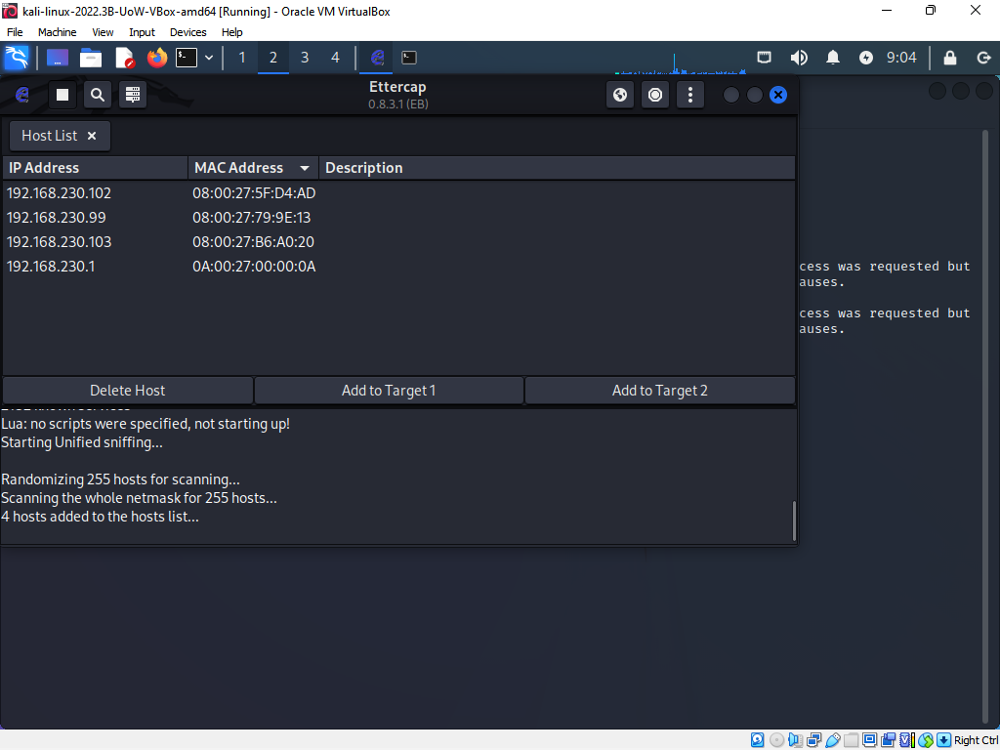 kali-linux-2022.3B-UoW-VBox-amd64 [Running] - Oracle VM VirtualBox
File Machine View Input Devices Help
1 2 3 4 9:04
Ettercap
0.8.3.1 (EB)
Host List
IP Address MAC Address Description
192.168.230.102 08:00:27:5F:D4:AD
192.168.230.99 08:00:27:79:9E:13
192.168.230.103 08:00:27:B6:A0:20
192.168.230.1 0A:00:27:00:00:0A
cess was requested but
auses.
cess was requested but
auses.
Delete Host Add to Target 1 Add to Target 2
Lua: no scripts were specified, not starting up!
Starting Unified sniffing...
Randomizing 255 hosts for scanning...
Scanning the whole netmask for 255 hosts...
4 hosts added to the hosts list...
Right Ctrl